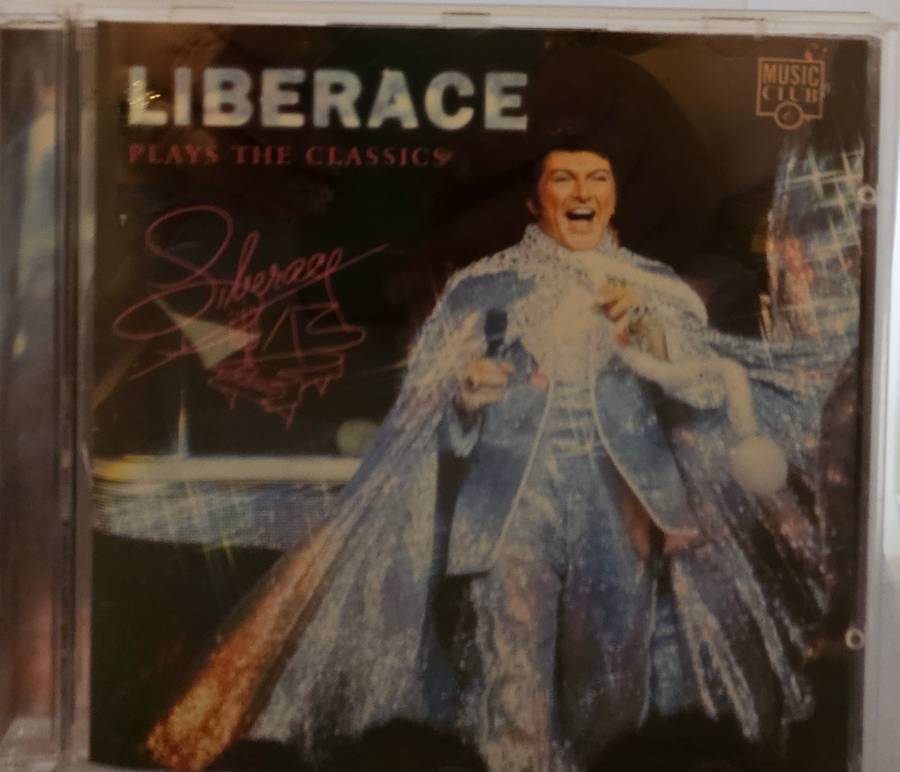 LIBERACE
PLAYS THE CLASSICS
MUSIC
CLUB
Liberace